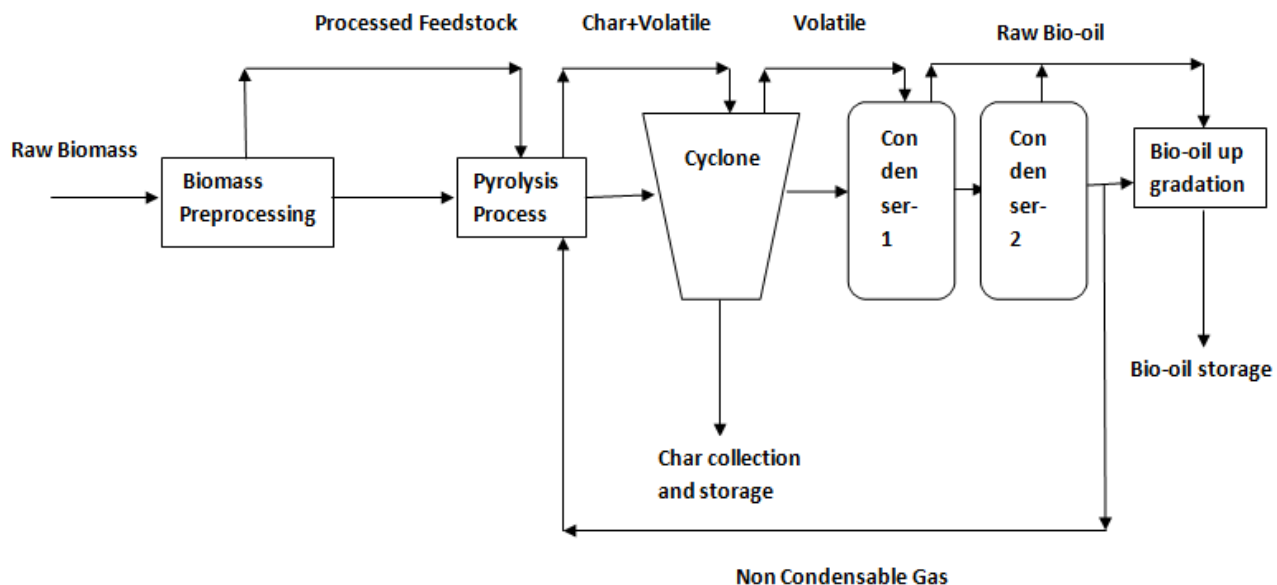 Processed Feedstock
Char+Volatile
Volatile
Raw Bio-oil
Raw Biomass
Biomass
Preprocessing
Pyrolysis
Process
Cyclone
Con
den
ser-
1
Con
den
ser-
2
Bio-oil up
gradation
Bio-oil storage
Char collection
and storage
Non Condensable Gas